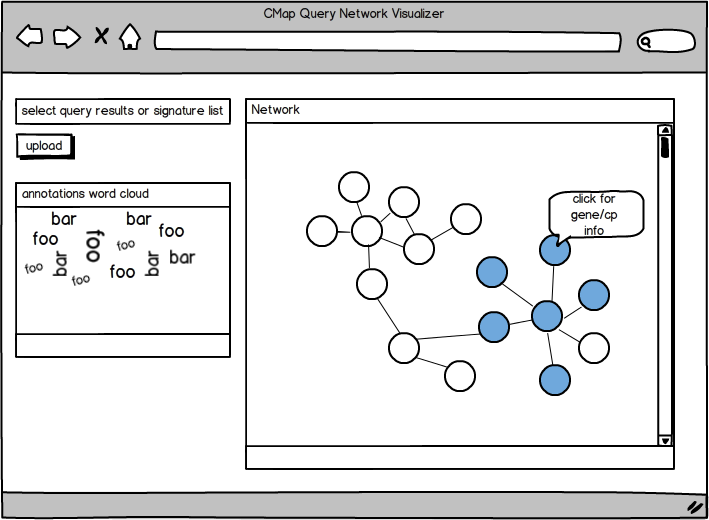 CMap Query Network Visualizer
select query results or signature list
upload
annotations word cloud
bar
bar
foo
foo
foo
foo
foo
bar
foo
foo
bar
bar
Network
click for
gene/cp
info